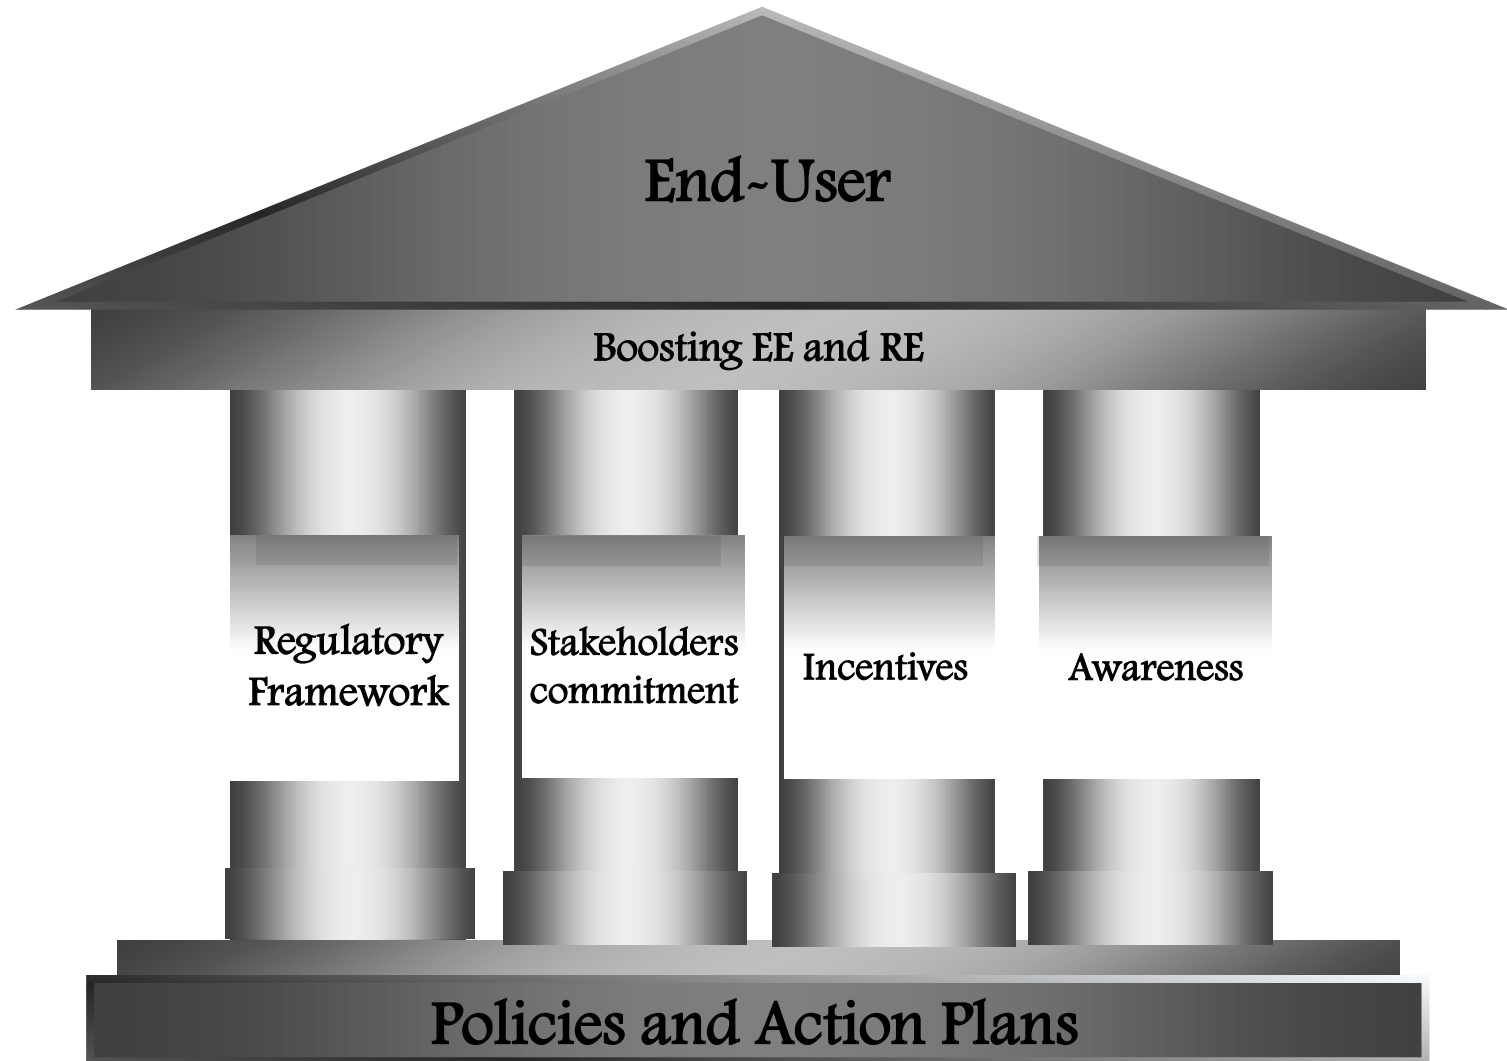 End-User
Boosting EE and RE
Regulatory
Framework
Stakeholders
commitment
Incentives
Awareness
Policies and Action Plans